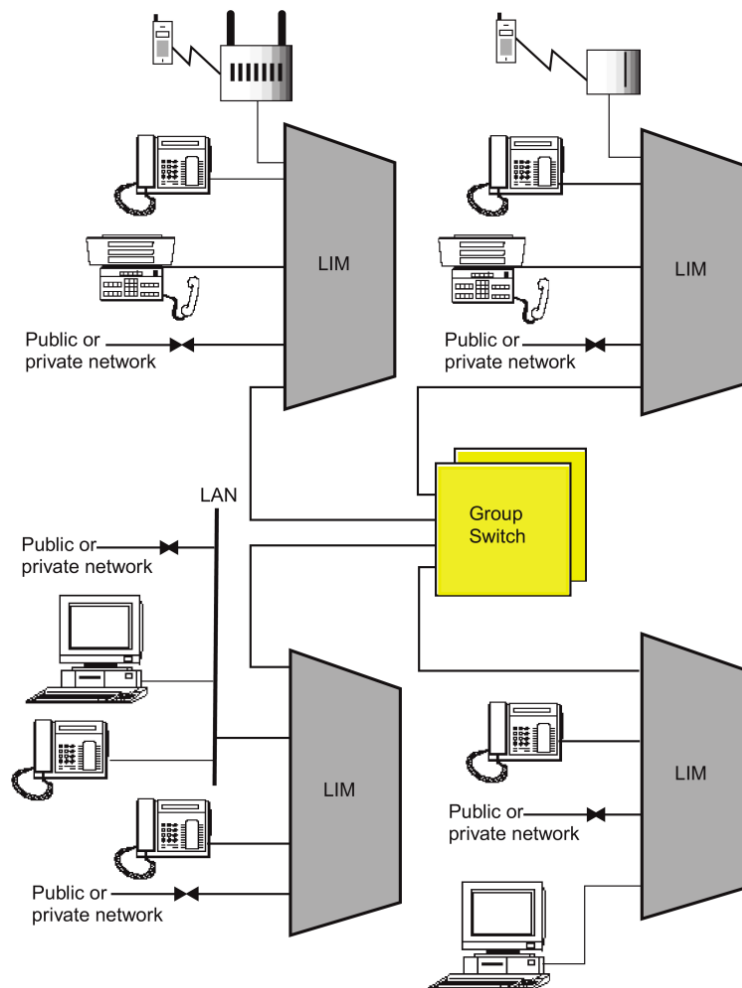 LIM
LIM
Public or
private network
Public or
private network
LAN
Group
Switch
Public or
private network
LIM
Public or
private network
LIM
Public or
private network